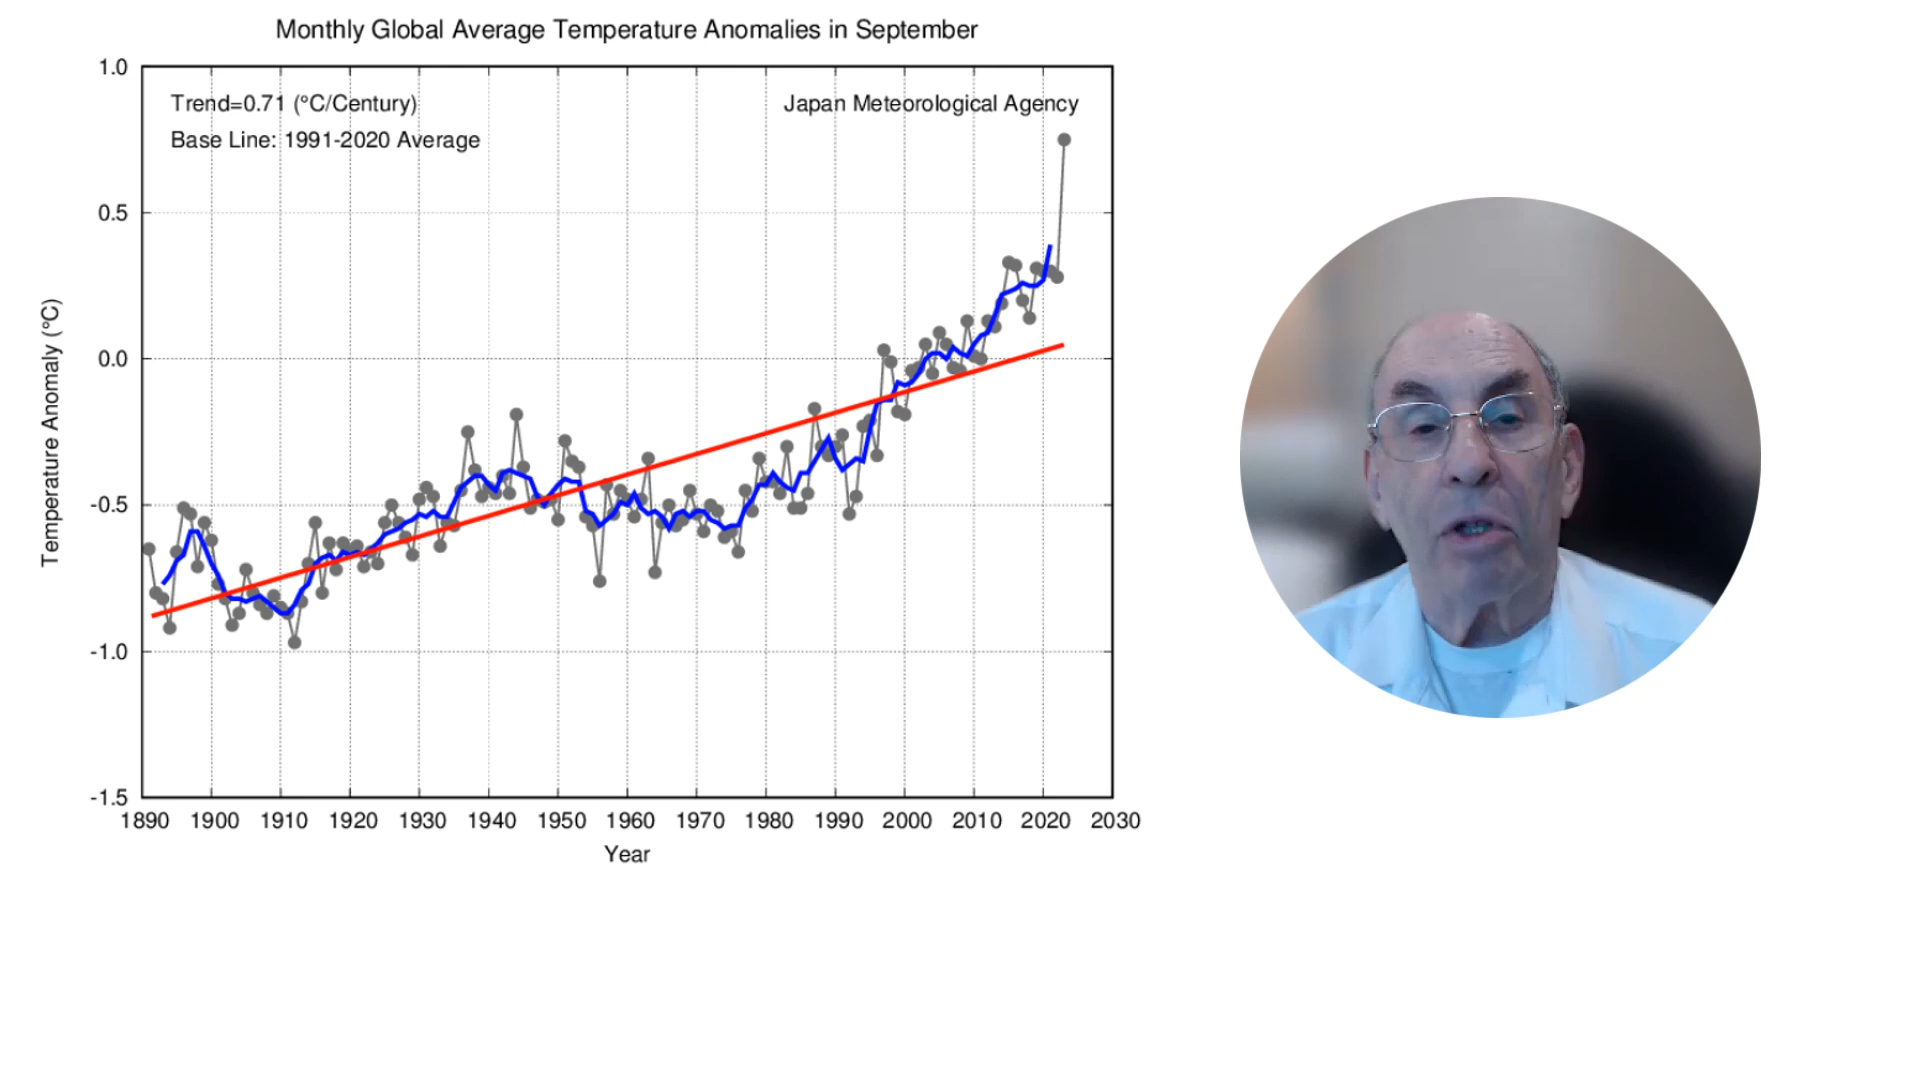 Monthly Global Average Temperature Anomalies in September
Trend=0.71 (°C/Century)
Japan Meteorological Agency
Base Line: 1991-2020 Average
1.0
0.5
0.0
-0.5
-1.0
-1.5
Temperature Anomaly (°C)
1890 1900 1910 1920 1930 1940 1950 1960 1970 1980 1990 2000 2010 2020 2030
Year